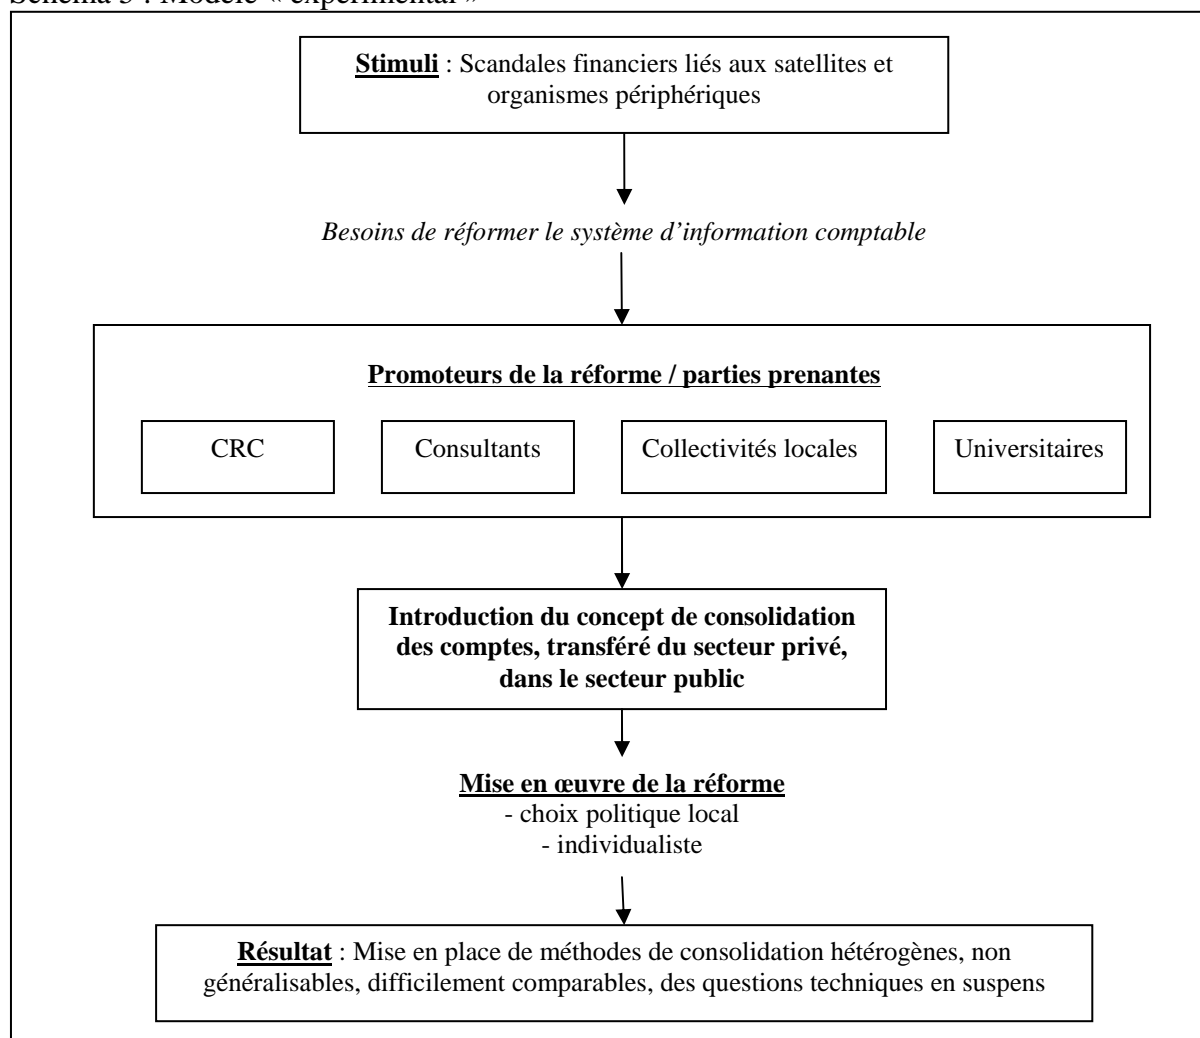 Schéma 3 : Modèle « expérimental »
Stimuli : Scandales financiers liés aux satellites et
organismes périphériques
Besoins de réformer le système d'information comptable
Promoteurs de la réforme / parties prenantes
CRC
Consultants
Collectivités locales
Universitaires
Introduction du concept de consolidation
des comptes, transféré du secteur privé,
dans le secteur public
Mise en œuvre de la réforme
- choix politique local
- individualiste
Résultat : Mise en place de méthodes de consolidation hétérogènes, non
généralisables, difficilement comparables, des questions techniques en suspens